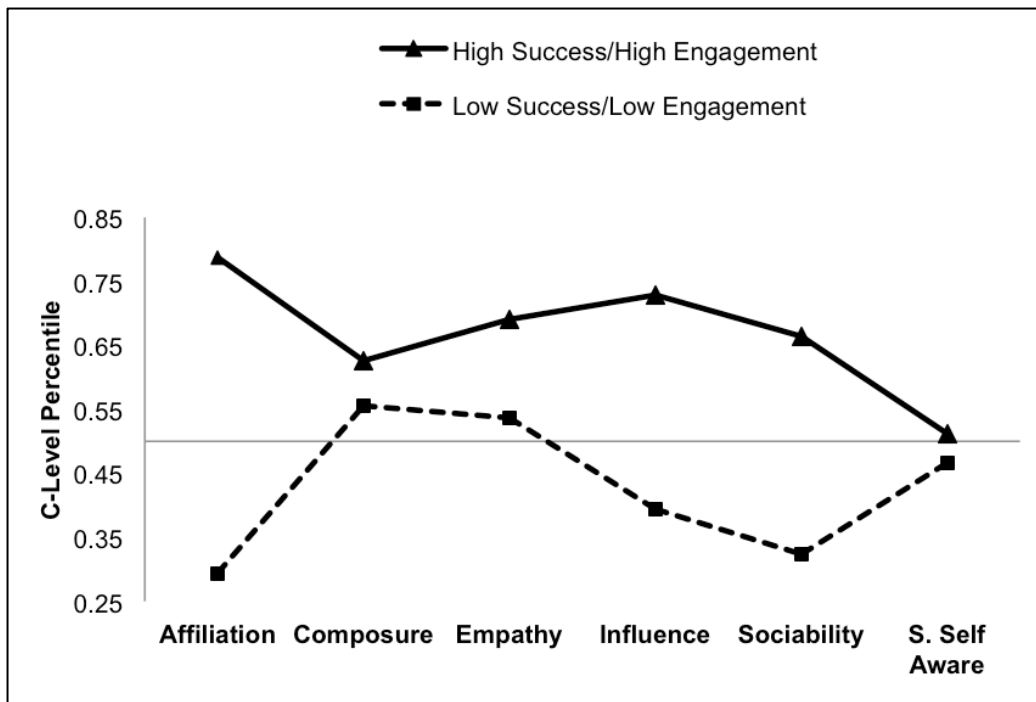 High Success/High Engagement
Low Success/Low Engagement
C-Level Percentile
0.85
0.75
0.65
0.55
0.45
0.35
0.25
Affiliation Composure Empathy Influence Sociability S. Self
Aware